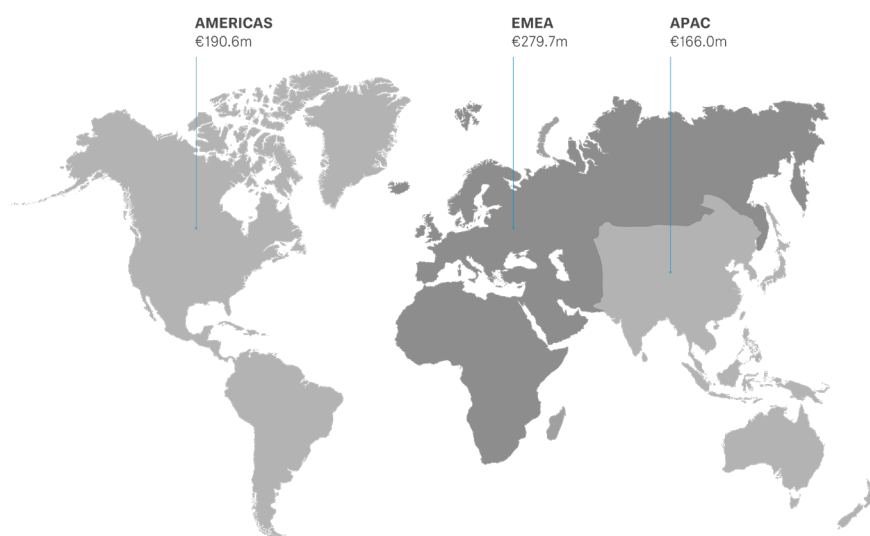 AMERICAS
€190.6m
EMEA
€279.7m
APAC
€166.0m